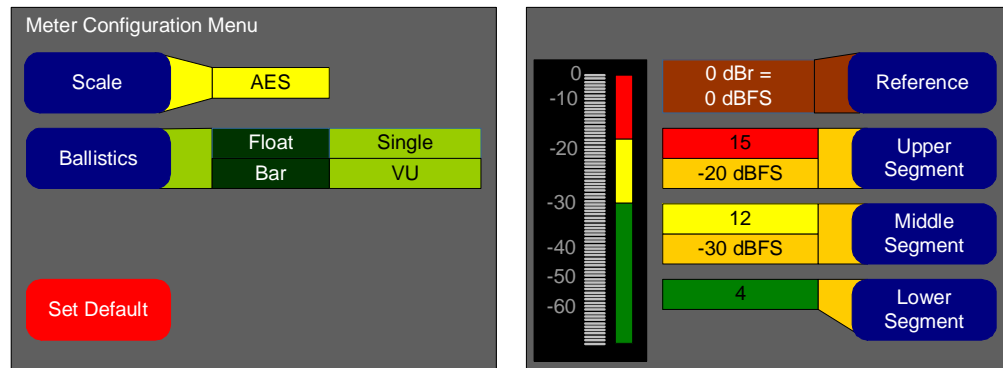 Meter Configuration Menu
Scale
AES
Ballistics
Float
Single
Bar
VU
Set Default
0
-10
-20
-30
-40
-50
-60
0 dBr =
0 dBFS
Reference
15
-20 dBFS
Upper
Segment
12
-30 dBFS
Middle
Segment
4
Lower
Segment